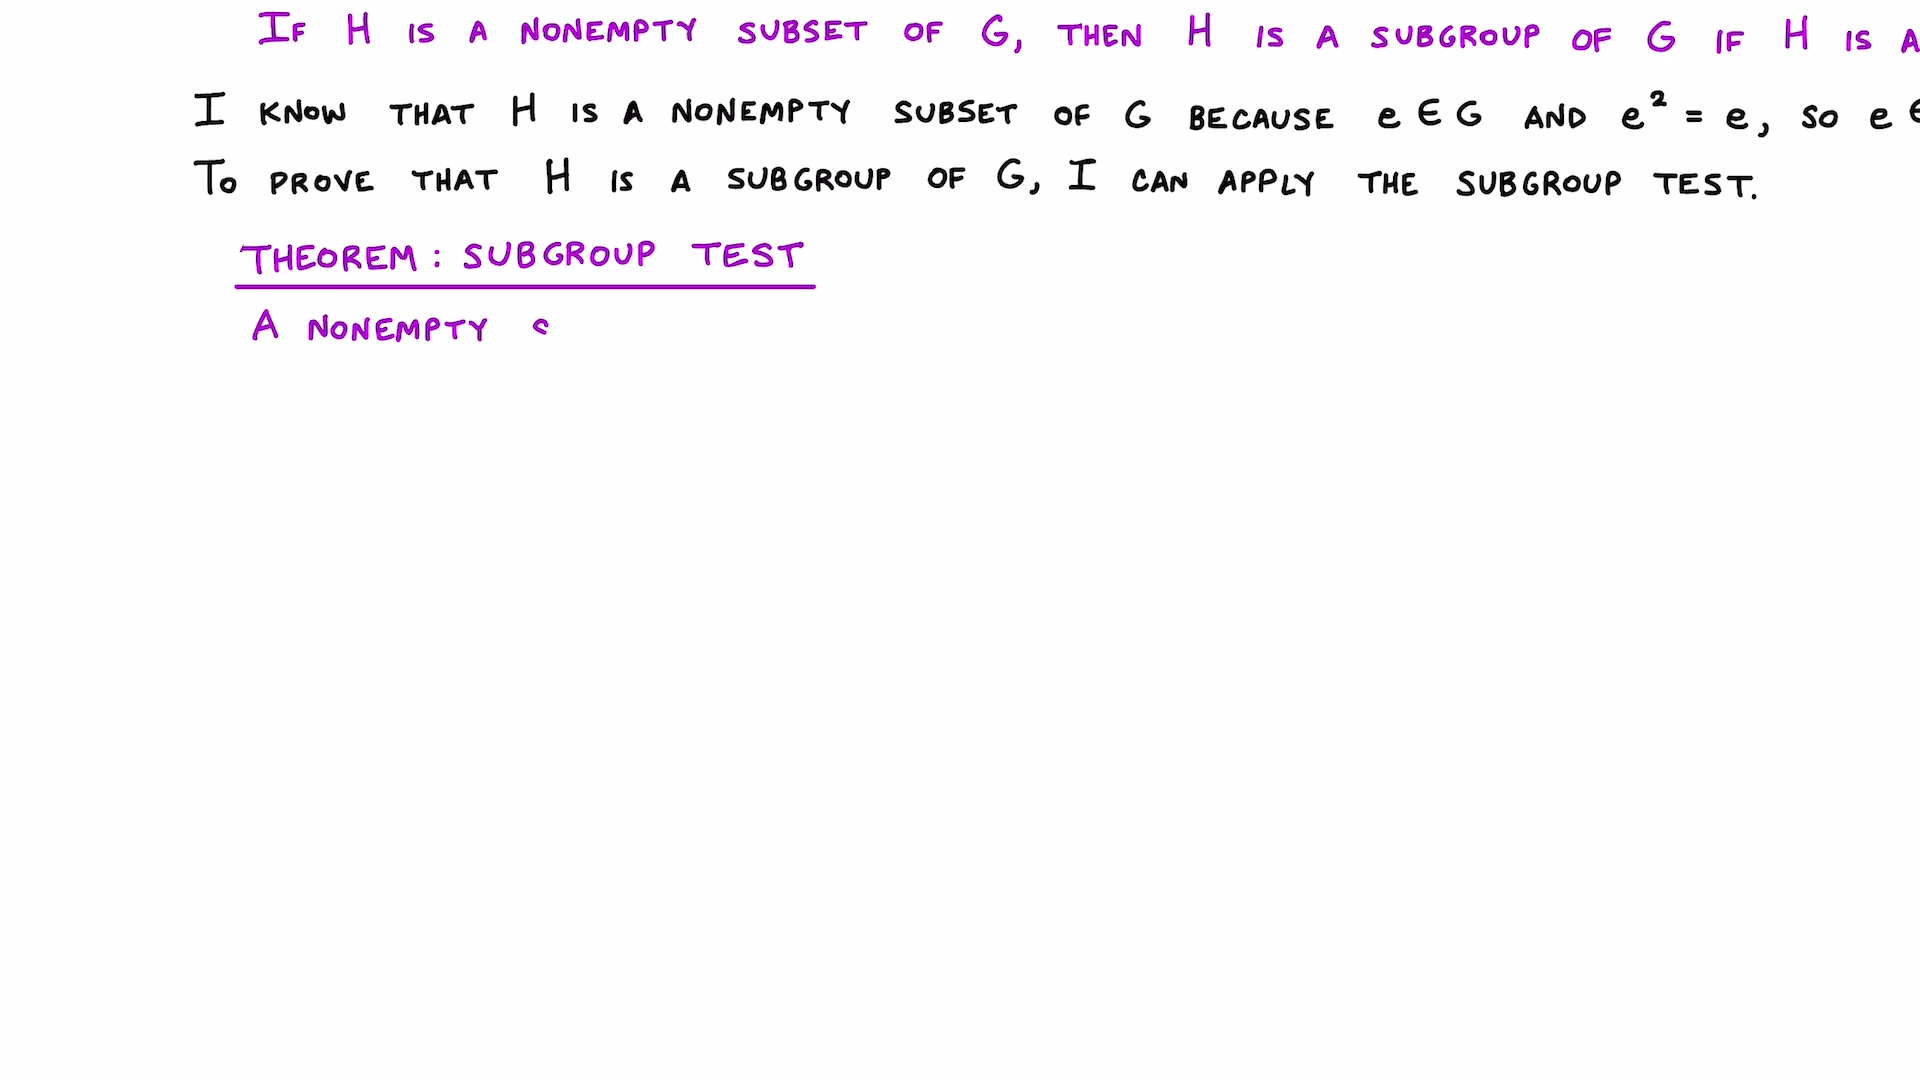 IF H IS A NONEMPTY SUBSET OF G, THEN H IS A SUBGROUP OF G IF H IS A
I KNOW THAT H IS A NONEMPTY SUBSET OF G BECAUSE e ∈ G AND e² = e, SO e ∈
TO PROVE THAT H IS A SUBGROUP OF G, I CAN APPLY THE SUBGROUP TEST.
THEOREM: SUBGROUP TEST
A NONEMPTY